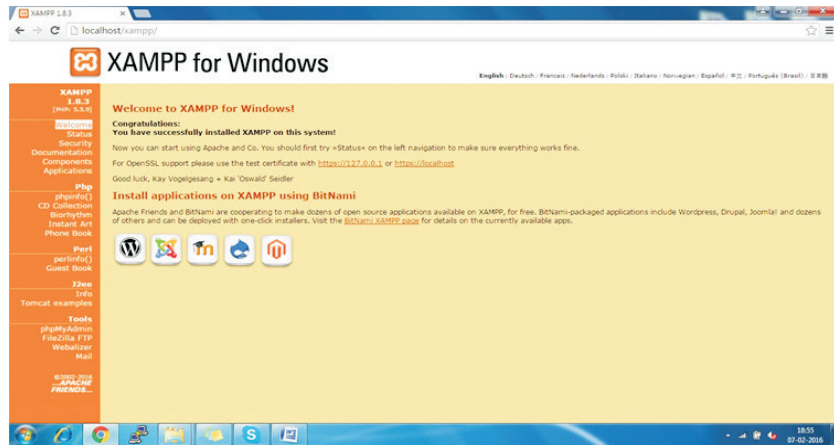 XAMPP 1.8.3
localhost/xampp/
XAMPP for Windows
English / Deutsch / Francais / Nederlands / Polski / Italiano / Norwegian / Español / 中文 / Português (Brasil) / 日本語
XAMPP
1.8.3
[PHP: 5.5.9]
Welcome
Status
Security
Documentation
Components
Applications
Php
phpinfo()
CD Collection
Biorhythm
Instant Art
Phone Book
Perl
perlinfo()
Guest Book
J2ee
Info
Tomcat examples
Tools
phpMyAdmin
FileZilla FTP
Webalizer
Mail
©2002-2016
...APACHE
FRIENDS...
Welcome to XAMPP for Windows!
Congratulations:
You have successfully installed XAMPP on this system!
Now you can start using Apache and Co. You should first try »Status« on the left navigation to make sure everything works fine.
For OpenSSL support please use the test certificate with https://127.0.0.1 or https://localhost
Good luck, Kay Vogelgesang + Kai 'Oswald' Seidler
Install applications on XAMPP using BitNami
Apache Friends and BitNami are cooperating to make dozens of open source applications available on XAMPP, for free. BitNami-packaged applications include Wordpress, Drupal, Joomla! and dozens
of others and can be deployed with one-click installers. Visit the BitNami XAMPP page for details on the currently available apps.
18:55
07-02-2016